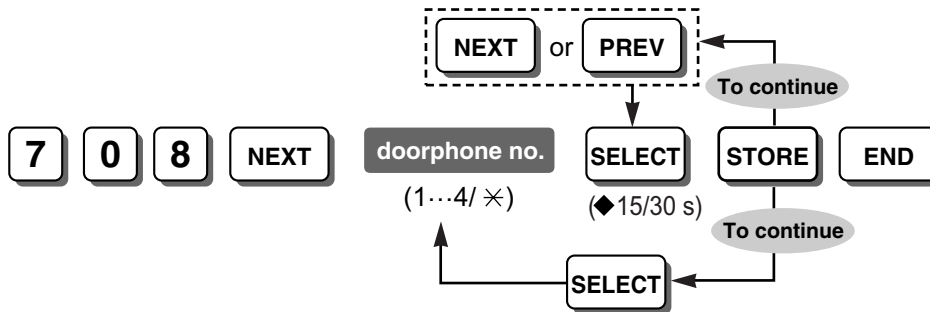 NEXT or PREV
To continue
7 0 8 NEXT doorphone no. SELECT STORE END
(1···4/ ✳) (◆15/30 s)
To continue
SELECT